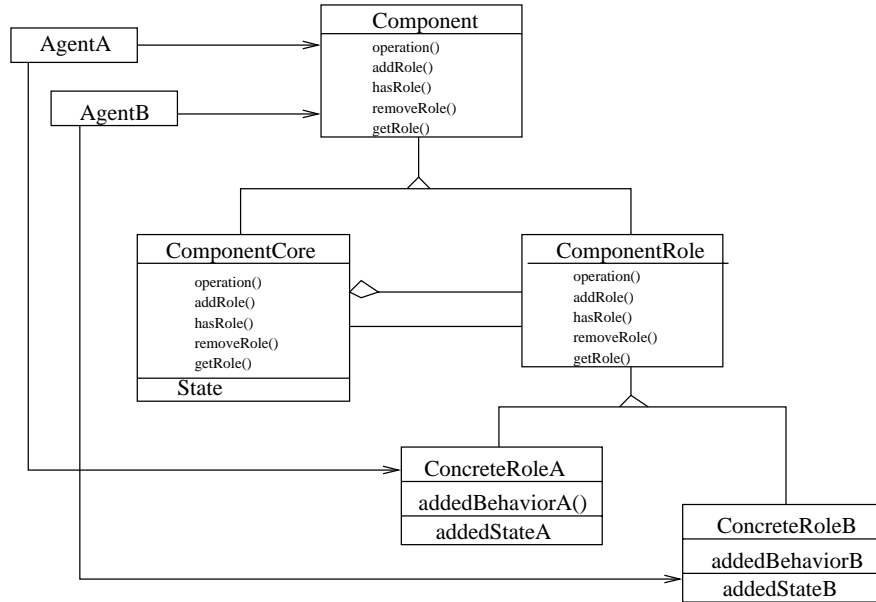 Component
AgentA
operation()
addRole()
hasRole()
removeRole()
getRole()
AgentB
ComponentCore
operation()
addRole()
hasRole()
removeRole()
getRole()
State
ComponentRole
operation()
addRole()
hasRole()
removeRole()
getRole()
ConcreteRoleA
addedBehaviorA()
addedStateA
ConcreteRoleB
addedBehaviorB
addedStateB